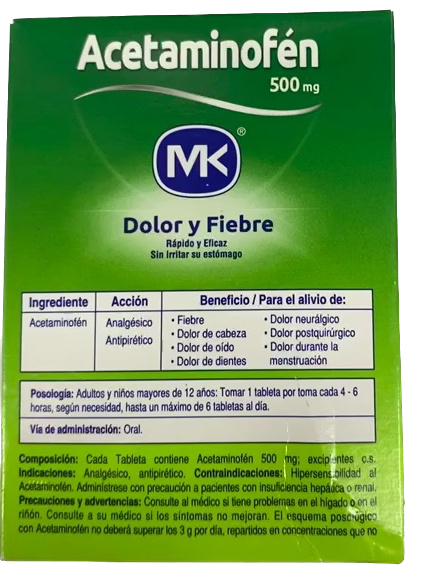 Acetaminofén
500 mg
MK
®
Dolor y Fiebre
Rápido y Eficaz
Sin irritar su estómago
Ingrediente Acción Beneficio / Para el alivio de:
Acetaminofén Analgésico • Fiebre • Dolor neurálgico
Antipirético • Dolor de cabeza • Dolor postquirúrgico
• Dolor de oído • Dolor durante la
• Dolor de dientes menstruación
Posología: Adultos y niños mayores de 12 años: Tomar 1 tableta por toma cada 4 - 6
horas, según necesidad, hasta un máximo de 6 tabletas al día.
Vía de administración: Oral.
Composición: Cada Tableta contiene Acetaminofén 500 mg; excipientes c.s.
Indicaciones: Analgésico, antipirético. Contraindicaciones: Hipersensibilidad al
Acetaminofén. Adminístrese con precaución a pacientes con insuficiencia hepática o renal.
Precauciones y advertencias: Consulte al médico si tiene problemas en el hígado o en el
riñón. Consulte a su médico si los síntomas no mejoran. El esquema posológico
con Acetaminofén no deberá superar los 3 g por día, repartidos en concentraciones que no